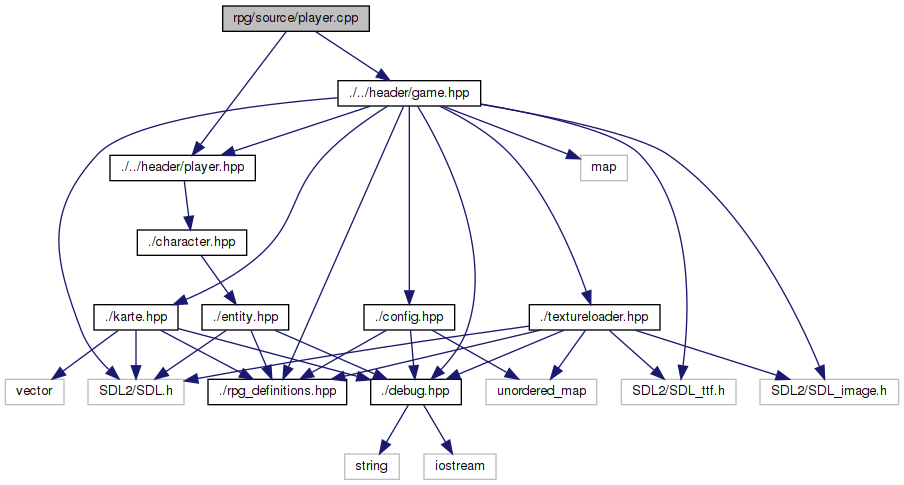 rpg/source/player.cpp
./../header/game.hpp
./../header/player.hpp
map
./character.hpp
./karte.hpp
./entity.hpp
./config.hpp
./textureloader.hpp
vector
SDL2/SDL.h
./rpg_definitions.hpp
./debug.hpp
unordered_map
SDL2/SDL_ttf.h
SDL2/SDL_image.h
string
iostream